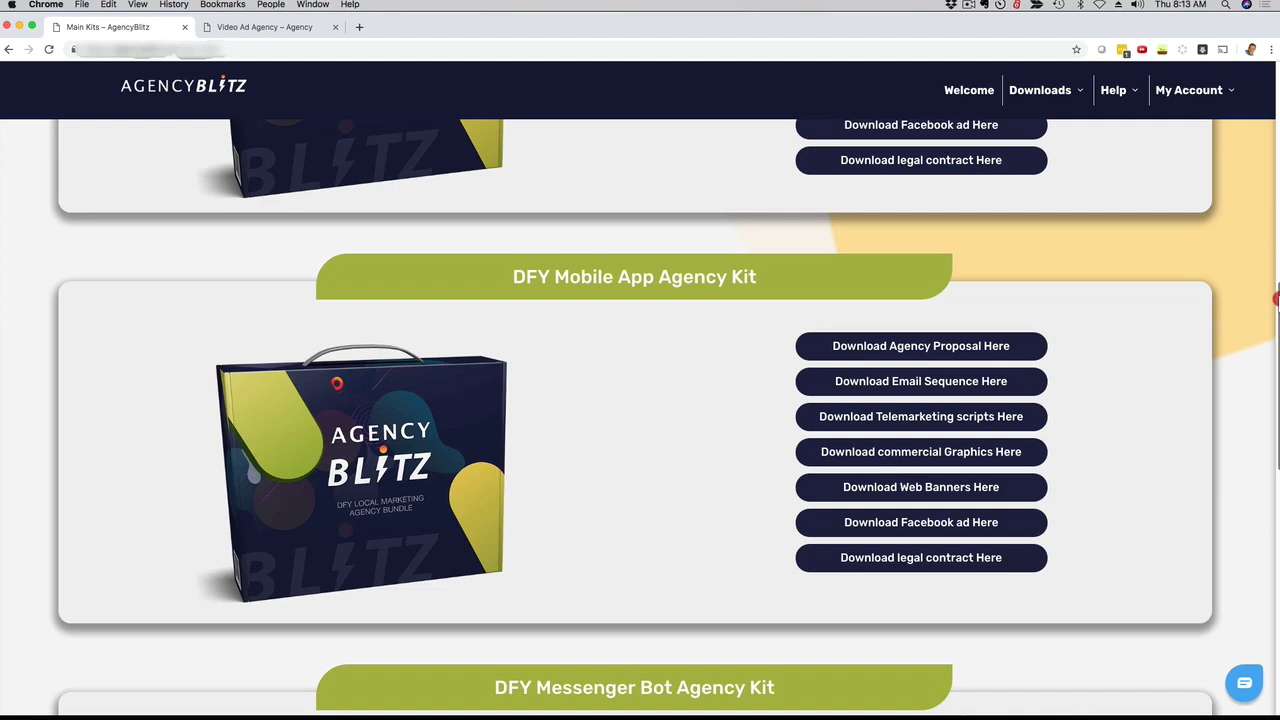 Chrome File Edit View History Bookmarks People Window Help Thu 8:13 AM
Main Kits – AgencyBlitz Video Ad Agency – Agency
AGENCYBLITZ
Welcome Downloads Help My Account
BLITZ
Download Facebook ad Here
Download legal contract Here
DFY Mobile App Agency Kit
AGENCY
BLITZ
DFY LOCAL MARKETING
AGENCY BUNDLE
BLITZ
Download Agency Proposal Here
Download Email Sequence Here
Download Telemarketing scripts Here
Download commercial Graphics Here
Download Web Banners Here
Download Facebook ad Here
Download legal contract Here
DFY Messenger Bot Agency Kit